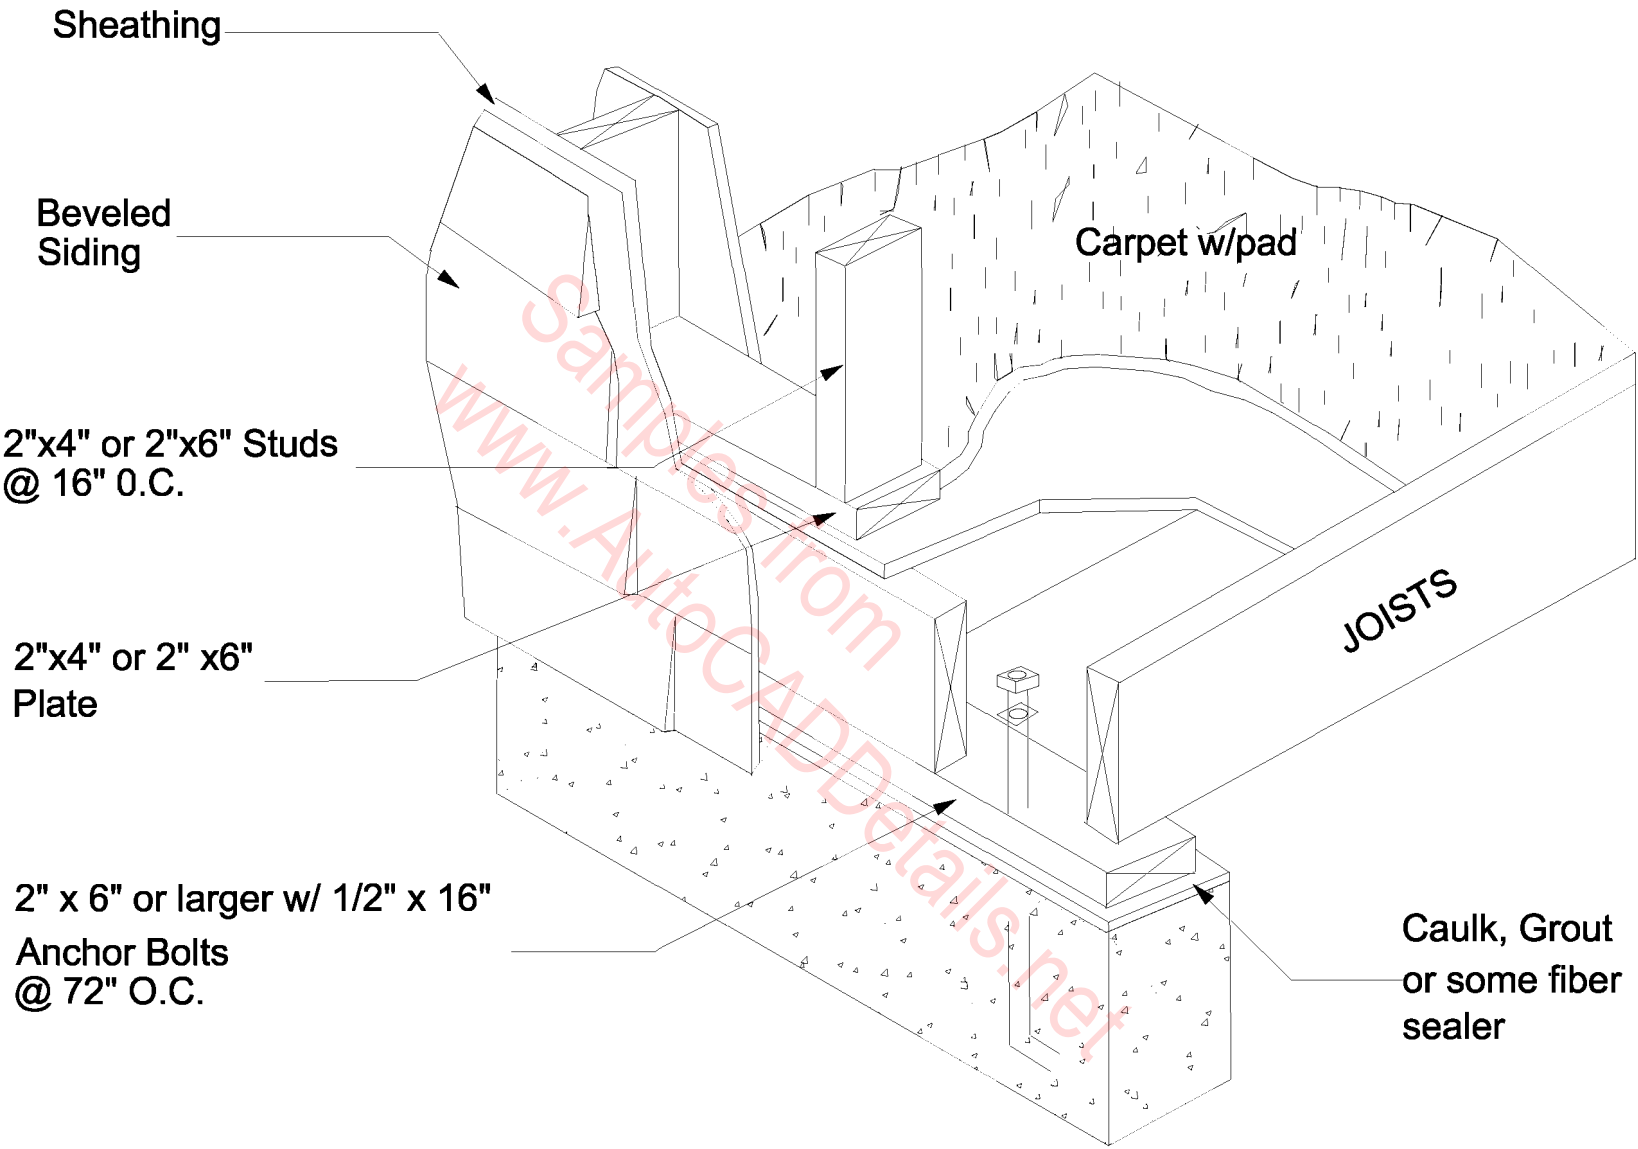 Sheathing
Beveled
Siding
Carpet w/pad
2"x4" or 2"x6" Studs
@ 16" 0.C.
JOISTS
2"x4" or 2" x6"
Plate
2" x 6" or larger w/ 1/2" x 16"
Anchor Bolts
@ 72" O.C.
Caulk, Grout
or some fiber
sealer
Samples from
www.AutoCADDetails.net